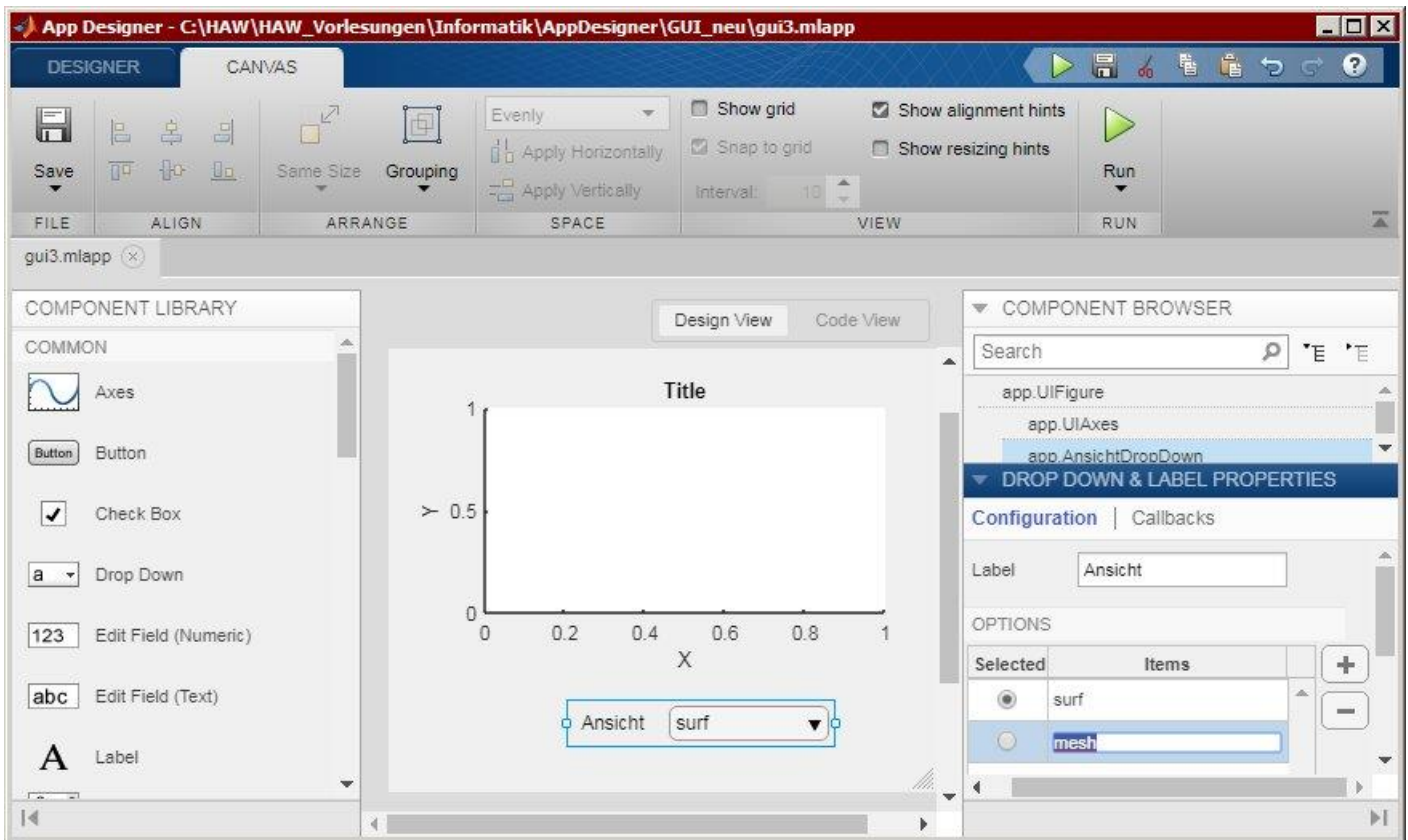 App Designer - C:\HAW\HAW_Vorlesungen\Informatik\AppDesigner\GUI_neu\gui3.mlapp
DESIGNER CANVAS
Save
Same Size
Grouping
Evenly
Apply Horizontally
Apply Vertically
Show grid
Snap to grid
Interval: 10
Show alignment hints
Show resizing hints
Run
FILE ALIGN ARRANGE SPACE VIEW RUN
gui3.mlapp
COMPONENT LIBRARY
COMMON
Axes
Button Button
Check Box
a Drop Down
123 Edit Field (Numeric)
abc Edit Field (Text)
A Label
Design View Code View
Title
1
0.5
0
Y
0 0.2 0.4 0.6 0.8 1
X
Ansicht surf
COMPONENT BROWSER
Search
app.UIFigure
app.UIAxes
app.AnsichtDropDown
DROP DOWN & LABEL PROPERTIES
Configuration | Callbacks
Label Ansicht
OPTIONS
Selected Items
surf
mesh